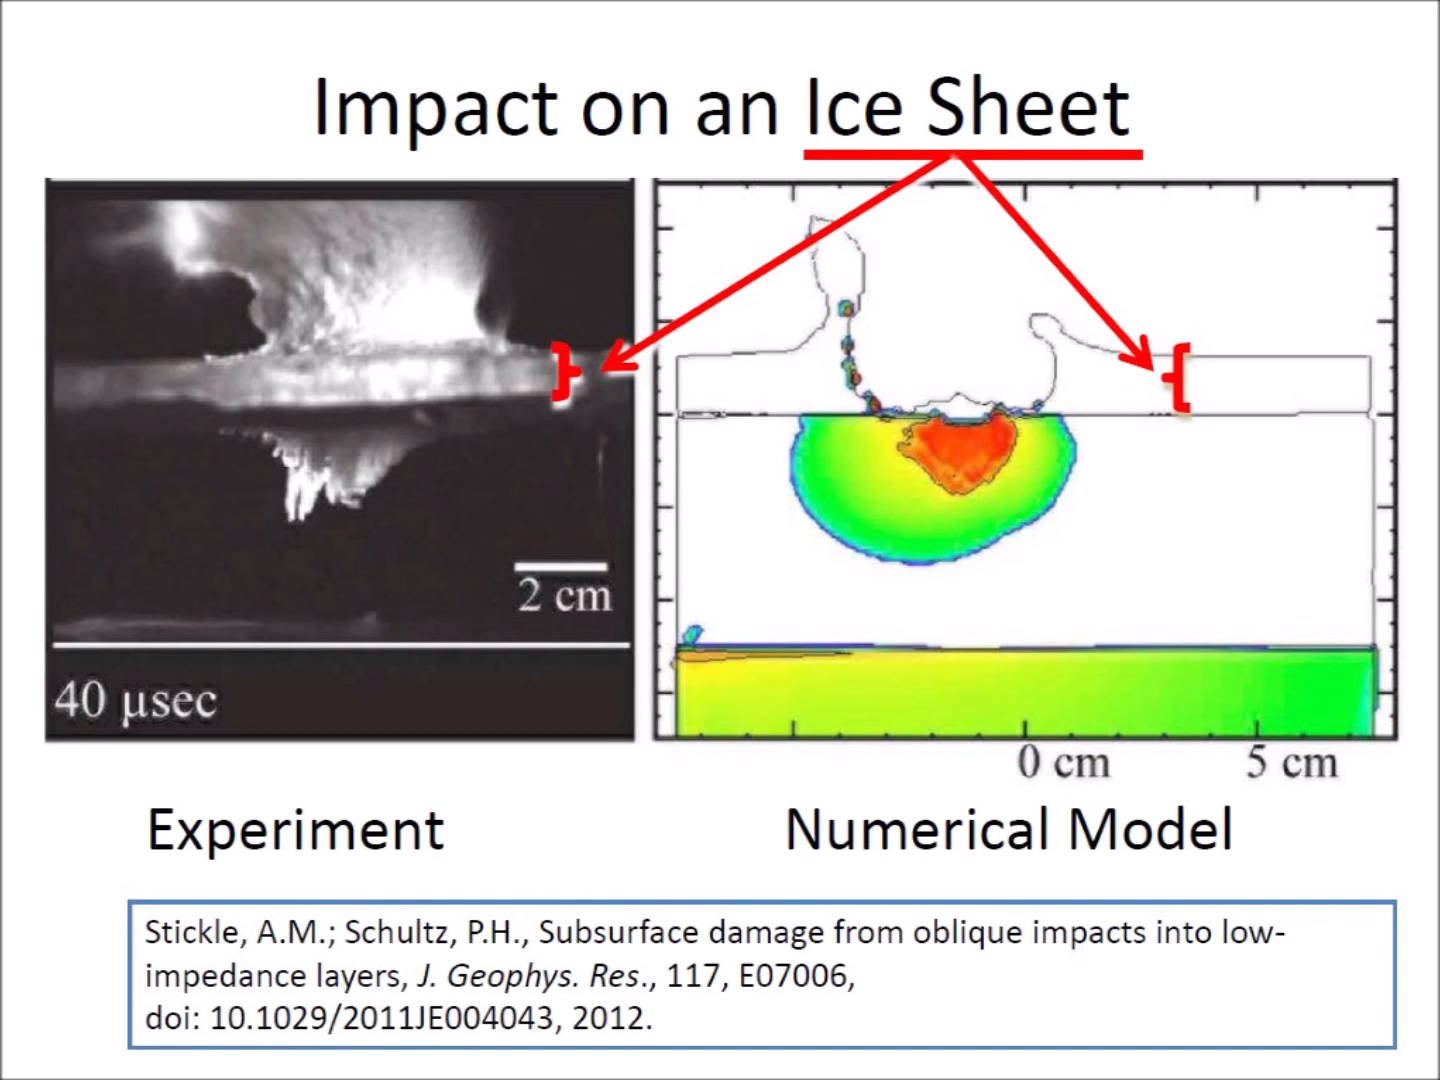 Impact on an Ice Sheet
2 cm
40 μsec
0 cm
5 cm
Experiment
Numerical Model
Stickle, A.M.; Schultz, P.H., Subsurface damage from oblique impacts into low-
impedance layers, J. Geophys. Res., 117, E07006,
doi: 10.1029/2011JE004043, 2012.